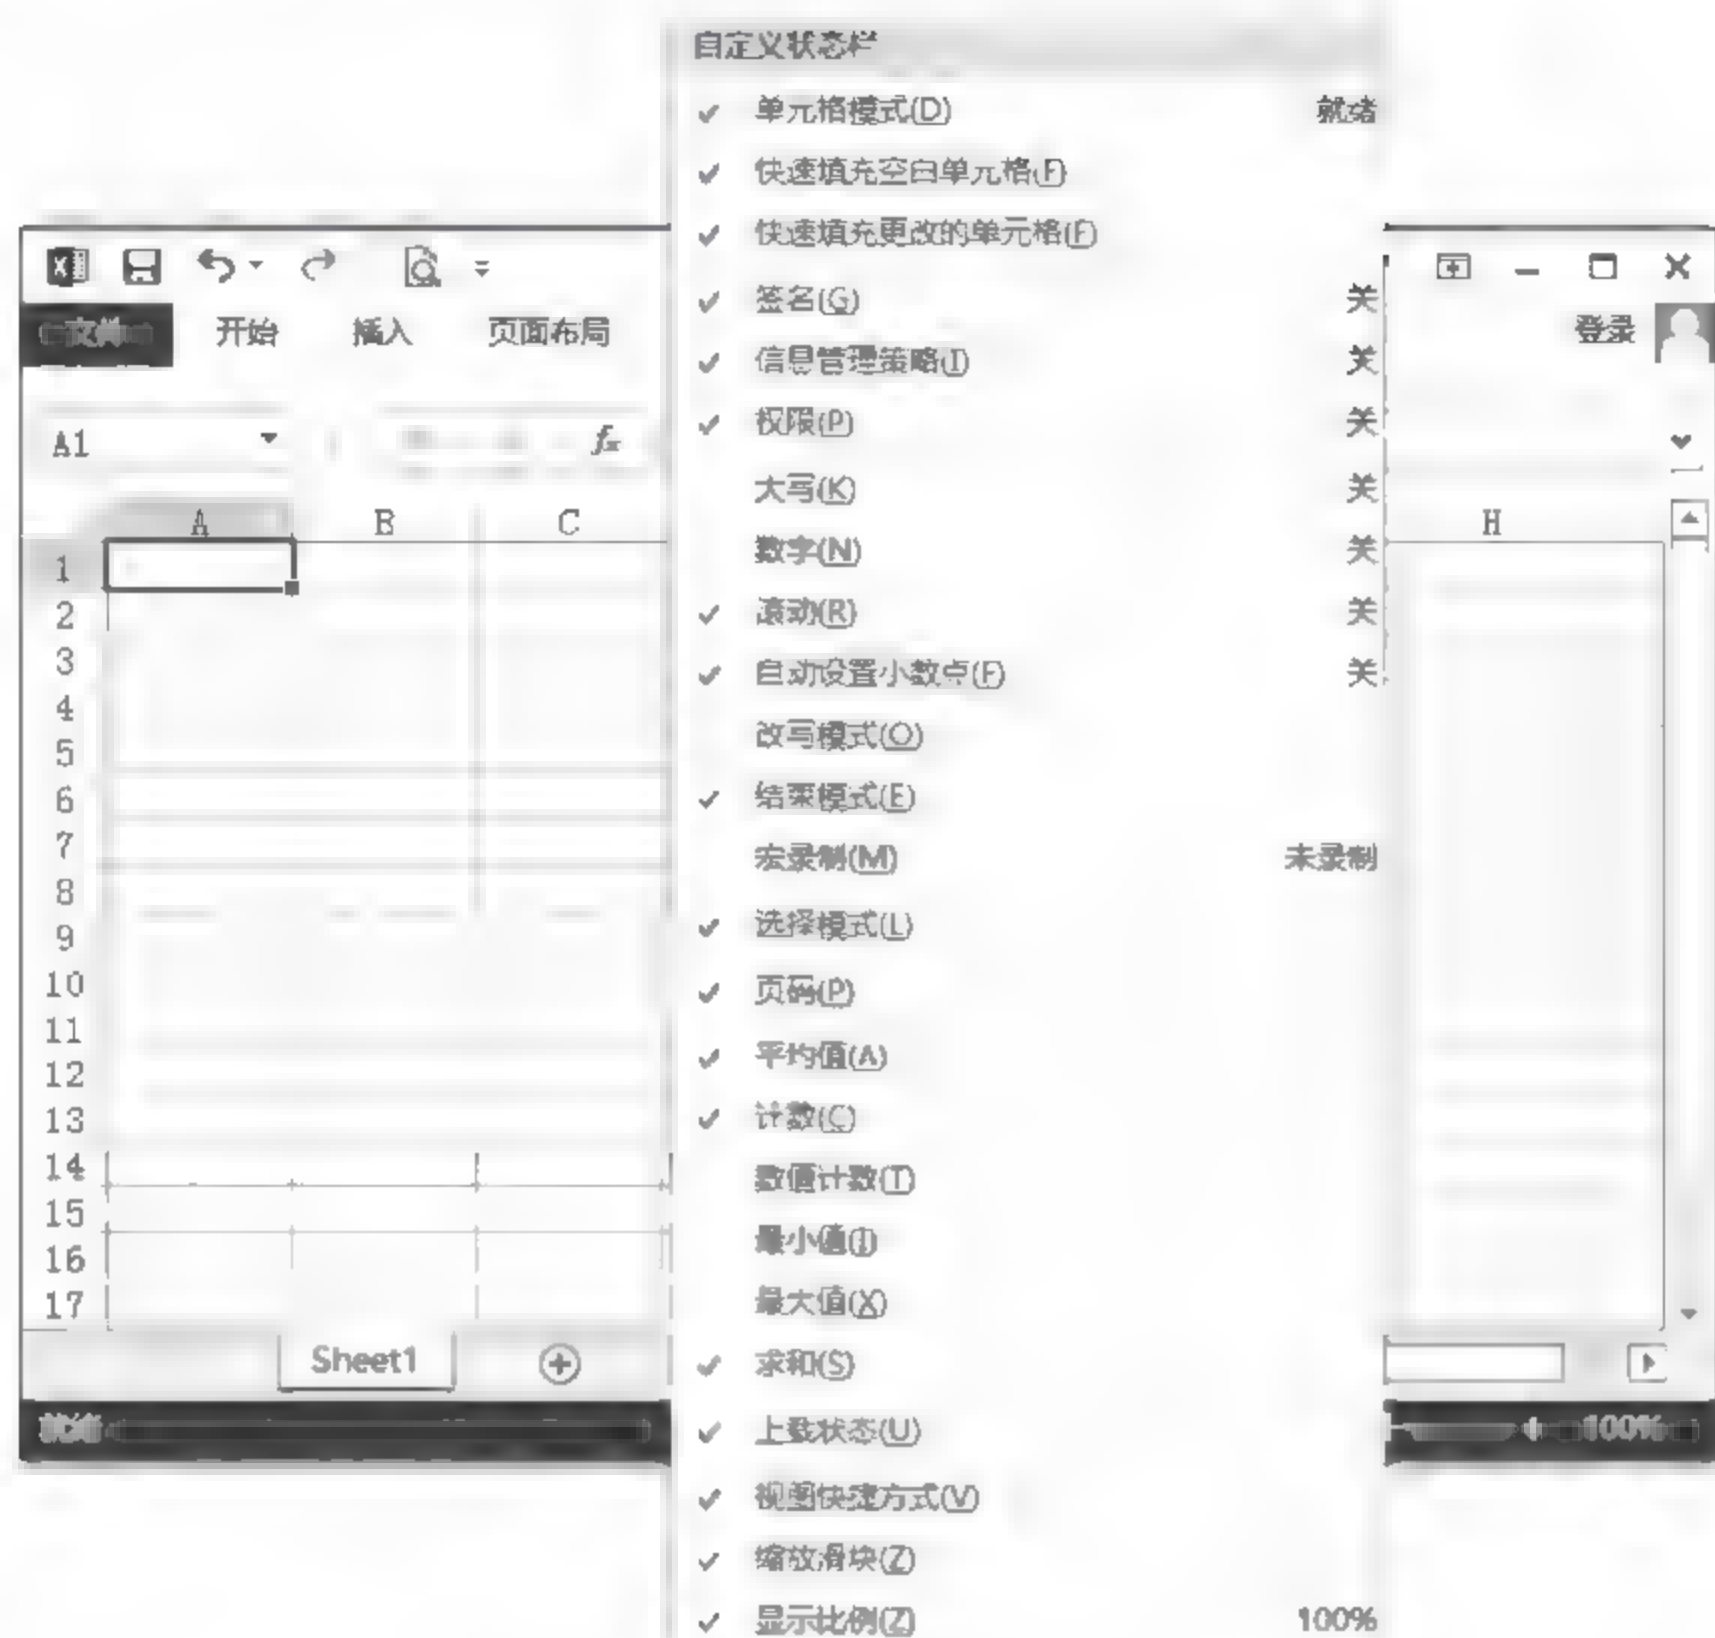 自定义状态栏
单元格模式(D) 就绪
快速填充空白单元格(F)
快速填充更改的单元格(F)
签名(G) 关
信息管理策略(I) 关
权限(P) 关
大写(K) 关
数字(N) 关
滚动(R) 关
自动设置小数点(F) 关
改写模式(O)
结束模式(E)
宏录制(M) 未录制
选择模式(L)
页码(P)
平均值(A)
计数(C)
数值计数(T)
最小值(I)
最大值(X)
求和(S)
上载状态(U)
视图快捷方式(V)
缩放滑块(Z)
显示比例(Z) 100%
文件 开始 插入 页面布局 登录
A1 fx
A B C H
1
2
3
4
5
6
7
8
9
10
11
12
13
14
15
16
17
Sheet1
就绪 100%